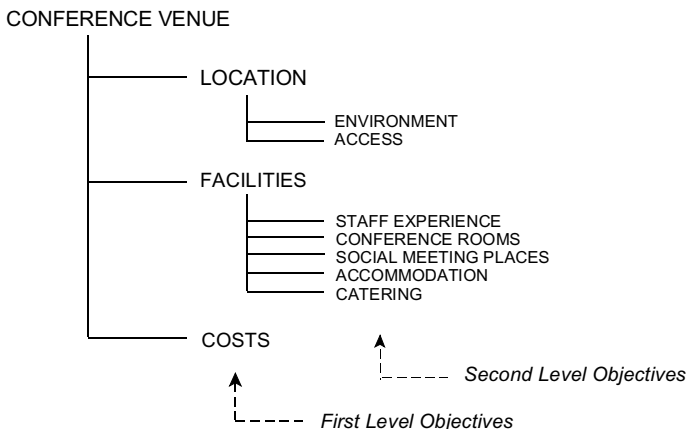 CONFERENCE VENUE
LOCATION
ENVIRONMENT
ACCESS
FACILITIES
STAFF EXPERIENCE
CONFERENCE ROOMS
SOCIAL MEETING PLACES
ACCOMMODATION
CATERING
COSTS
Second Level Objectives
First Level Objectives